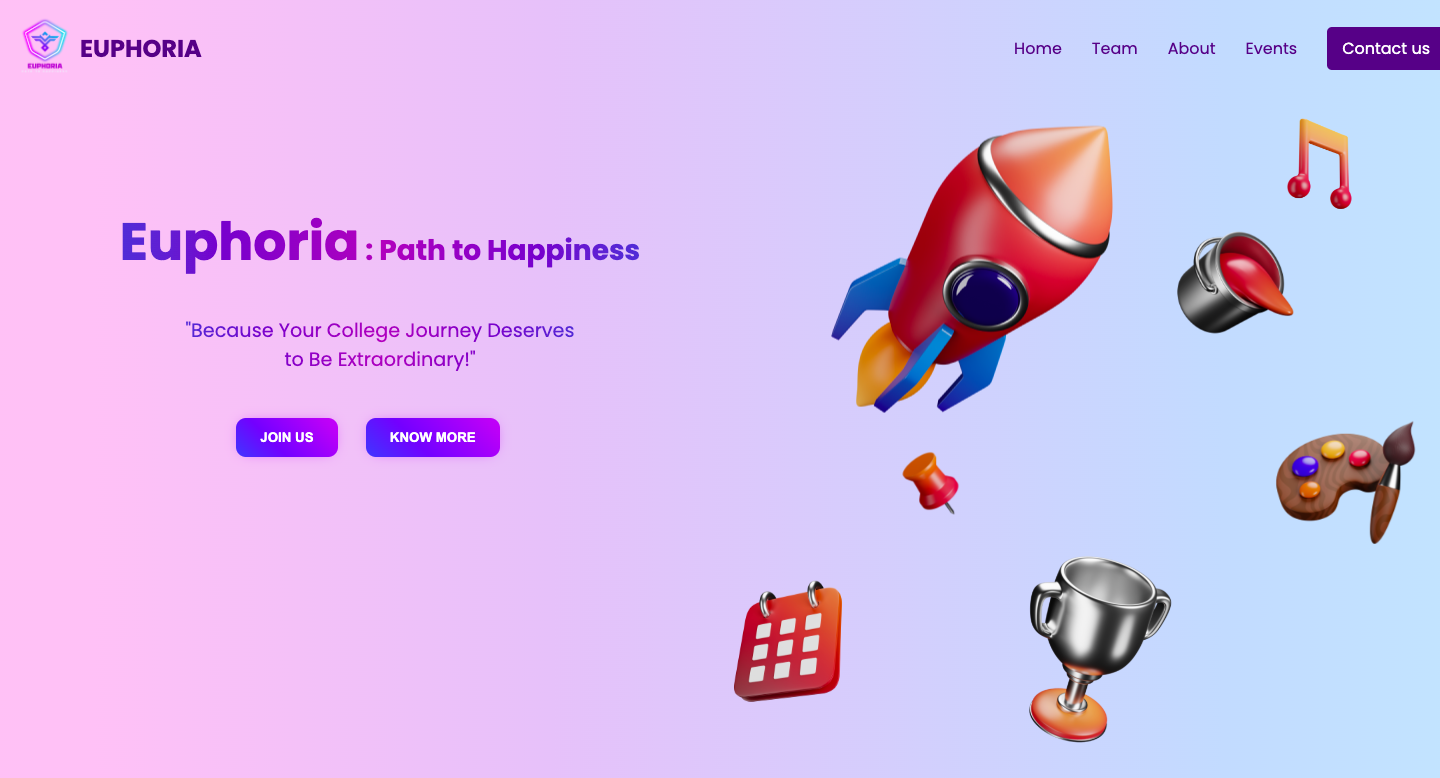 EUPHORIA
EUPHORIA
Home
Team
About
Events
Contact us
Euphoria : Path to Happiness
"Because Your College Journey Deserves
to Be Extraordinary!"
JOIN US
KNOW MORE